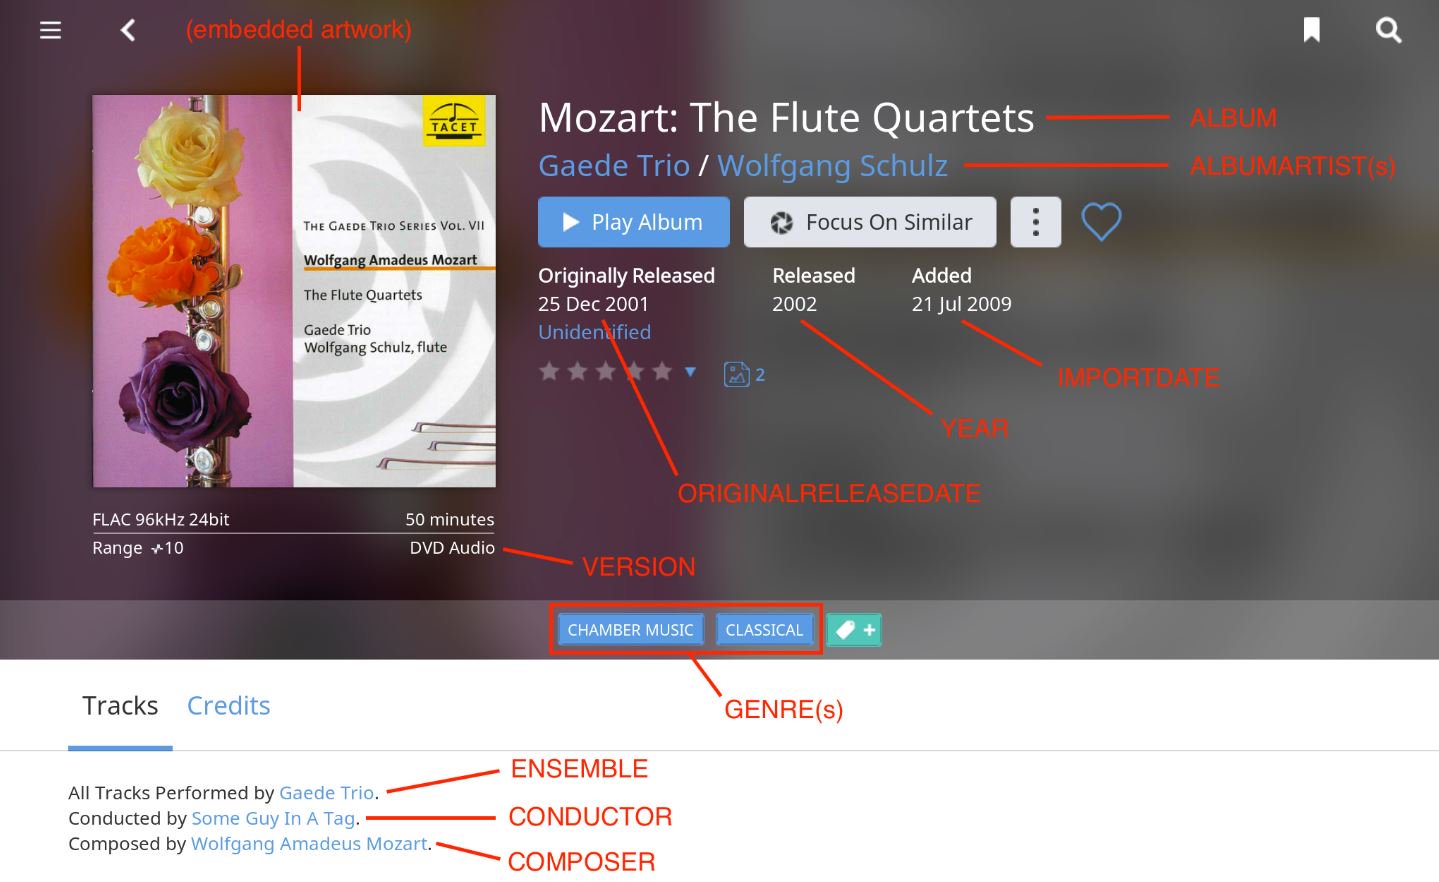 (embedded artwork)
TACET
THE GAEDE TRIO SERIES VOL. VII
Wolfgang Amadeus Mozart
The Flute Quartets
Gaede Trio
Wolfgang Schulz, flute
Mozart: The Flute Quartets
ALBUM
Gaede Trio / Wolfgang Schulz
ALBUMARTIST(s)
Play Album
Focus On Similar
Originally Released
Released
Added
25 Dec 2001
2002
21 Jul 2009
Unidentified
2
IMPORTDATE
YEAR
ORIGINALRELEASEDATE
FLAC 96kHz 24bit
50 minutes
Range 10
DVD Audio
VERSION
CHAMBER MUSIC
CLASSICAL
GENRE(s)
Tracks
Credits
All Tracks Performed by Gaede Trio.
ENSEMBLE
Conducted by Some Guy In A Tag.
CONDUCTOR
Composed by Wolfgang Amadeus Mozart.
COMPOSER